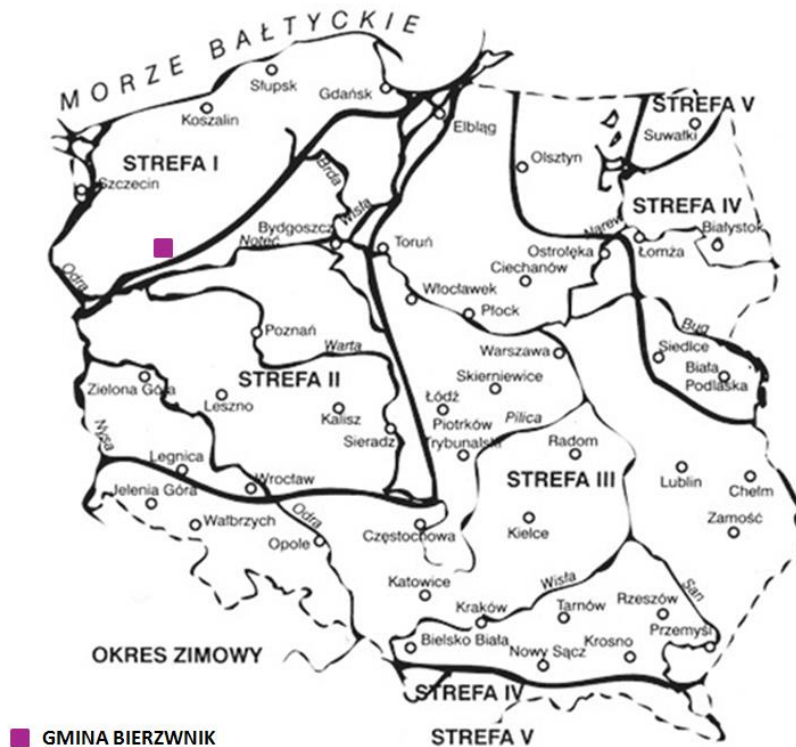 MORZE BAŁTYCKIE
Słupsk
Gdańsk
Koszalin
Elbląg
STREFA V
Suwałki
STREFA I
Olsztyn
Szczecin
Brda
STREFA IV
Wisła
Bydgoszcz
Noteć
Toruń
Narew
Białystok
Ostrołęka
Łomża
Odra
Ciechanów
Włocławek
Płock
Poznań
Bug
Warta
Warszawa
Siedlce
Biała
Podlaska
Zielona Góra
STREFA II
Skierniewice
Leszno
Łódź
Kalisz
Piotrków
Trybunalski
Pilica
Nysa
Sieradz
Radom
Legnica
Wrocław
STREFA III
Lublin
Chełm
Jelenia Góra
Odra
Wałbrzych
Częstochowa
Kielce
Zamość
Opole
Katowice
Wisła
San
Kraków
Tarnów
Rzeszów
Przemyśl
Bielsko Biała
Nowy Sącz
Krosno
OKRES ZIMOWY
STREFA IV
STREFA V
GMINA BIERZWNIK